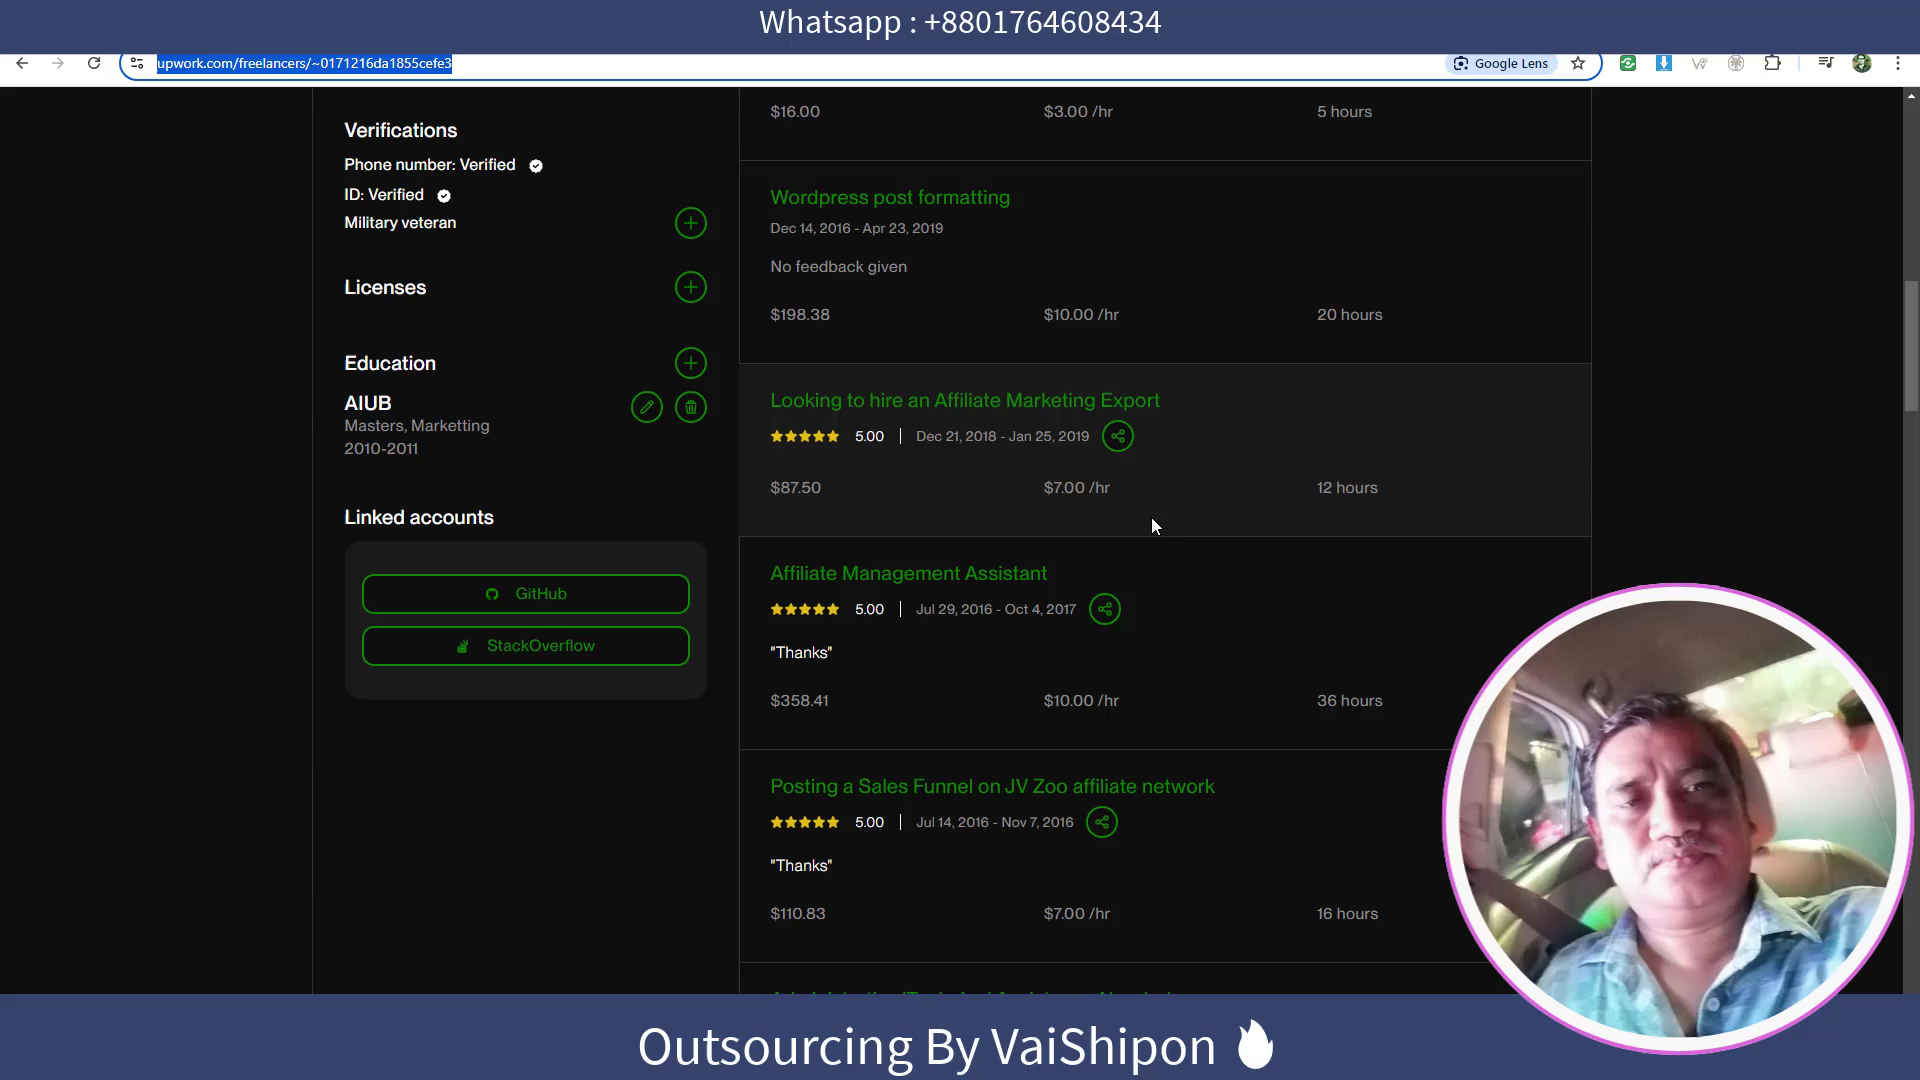 Whatsapp : +8801764608434
upwork.com/freelancers/~0171216da1855cefe3
Google Lens
Verifications
Phone number: Verified
ID: Verified
Military veteran
Licenses
Education
AIUB
Masters, Marketting
2010-2011
Linked accounts
GitHub
StackOverflow
$16.00 $3.00 /hr 5 hours
Wordpress post formatting
Dec 14, 2016 - Apr 23, 2019
No feedback given
$198.38 $10.00 /hr 20 hours
Looking to hire an Affiliate Marketing Export
5.00 | Dec 21, 2018 - Jan 25, 2019
$87.50 $7.00 /hr 12 hours
Affiliate Management Assistant
5.00 | Jul 29, 2016 - Oct 4, 2017
"Thanks"
$358.41 $10.00 /hr 36 hours
Posting a Sales Funnel on JV Zoo affiliate network
5.00 | Jul 14, 2016 - Nov 7, 2016
"Thanks"
$110.83 $7.00 /hr 16 hours
Outsourcing By VaiShipon